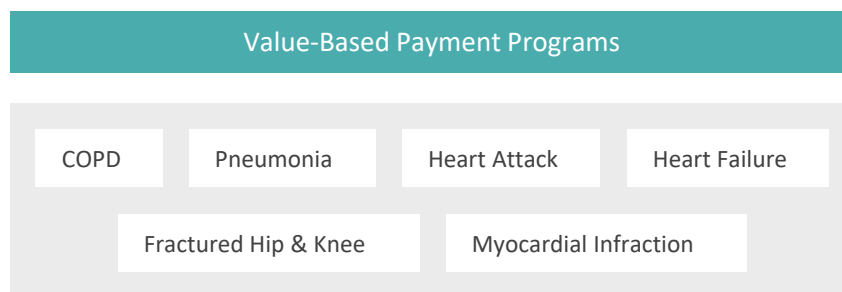 Value-Based Payment Programs
COPD
Pneumonia
Heart Attack
Heart Failure
Fractured Hip & Knee
Myocardial Infraction